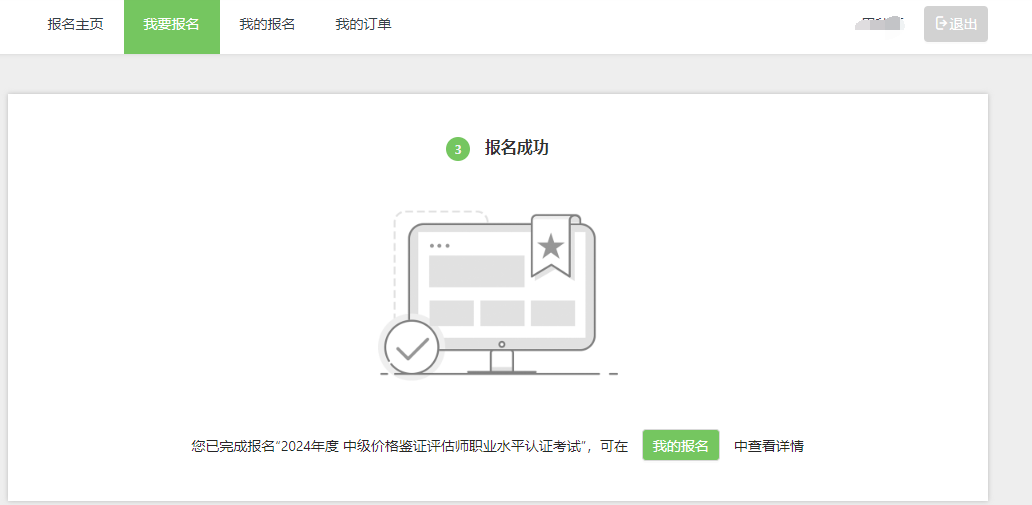 报名主页 我要报名 我的报名 我的订单 退出
3 报名成功
您已完成报名“2024年度 中级价格鉴证评估师职业水平认证考试”，可在 我的报名 中查看详情